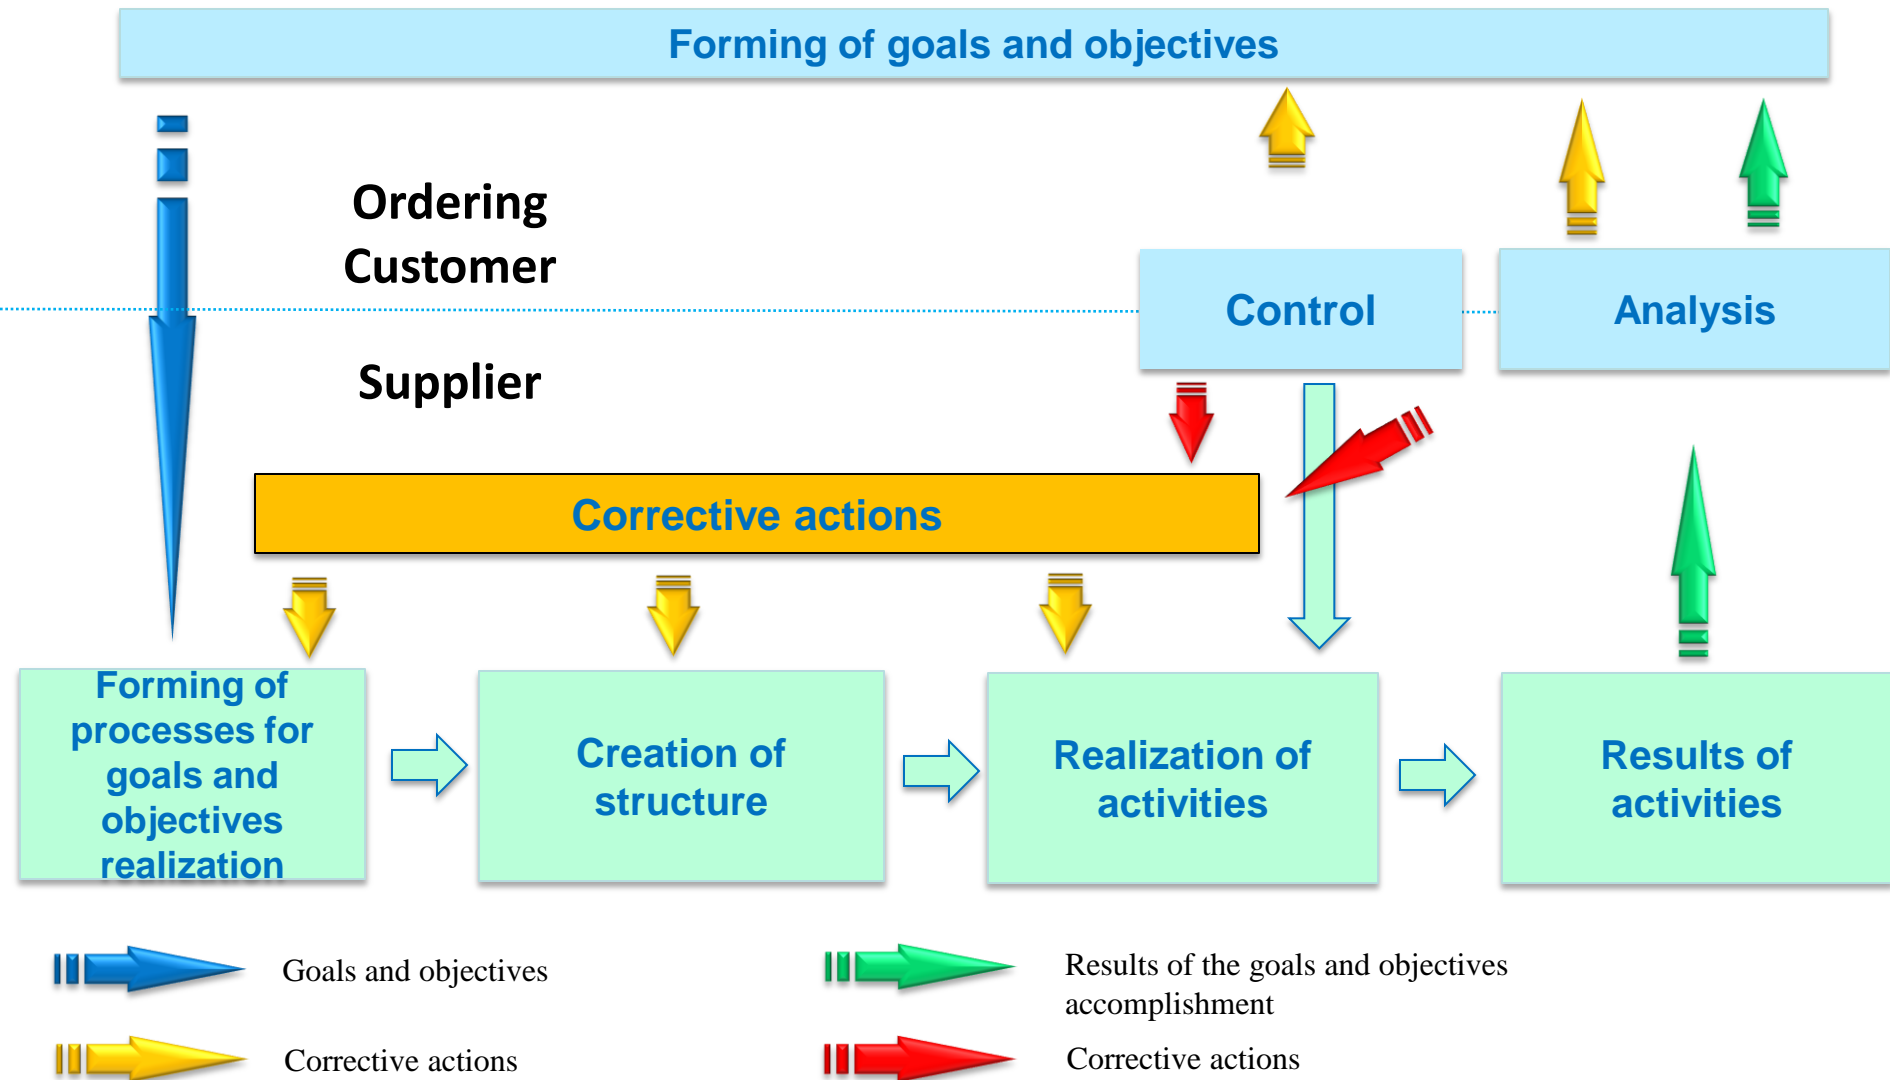 Forming of goals and objectives
Ordering
Customer
Control
Analysis
Supplier
Corrective actions
Forming of
processes for
goals and
objectives
realization
Creation of
structure
Realization of
activities
Results of
activities
Goals and objectives
Results of the goals and objectives
accomplishment
Corrective actions
Corrective actions